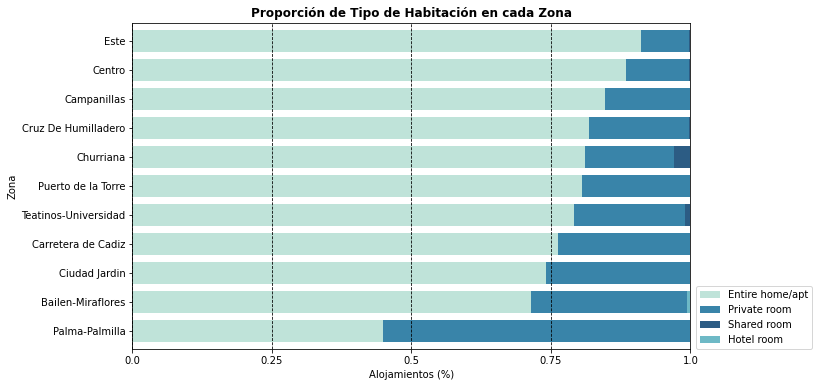 Proporción de Tipo de Habitación en cada Zona
Zona
Este
Centro
Campanillas
Cruz De Humilladero
Churriana
Puerto de la Torre
Teatinos-Universidad
Carretera de Cadiz
Ciudad Jardin
Bailen-Miraflores
Palma-Palmilla
0.0 0.25 0.5 0.75 1.0
Alojamientos (%)
Entire home/apt
Private room
Shared room
Hotel room